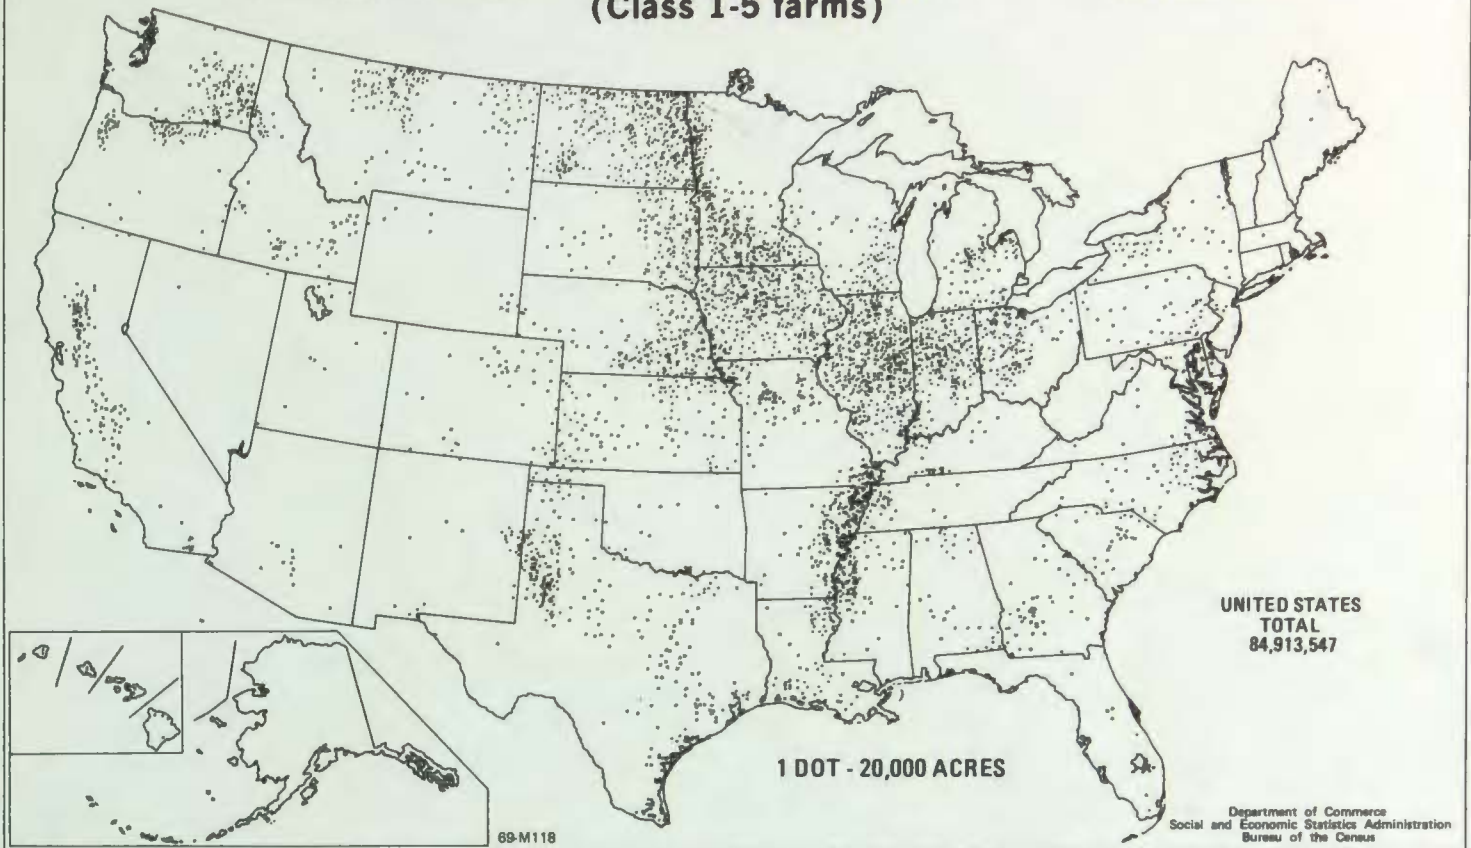 (Class 1-5 farms)
UNITED STATES
TOTAL
84,913,547
1 DOT - 20,000 ACRES
69-M118
Department of Commerce
Social and Economic Statistics Administration
Bureau of the Census